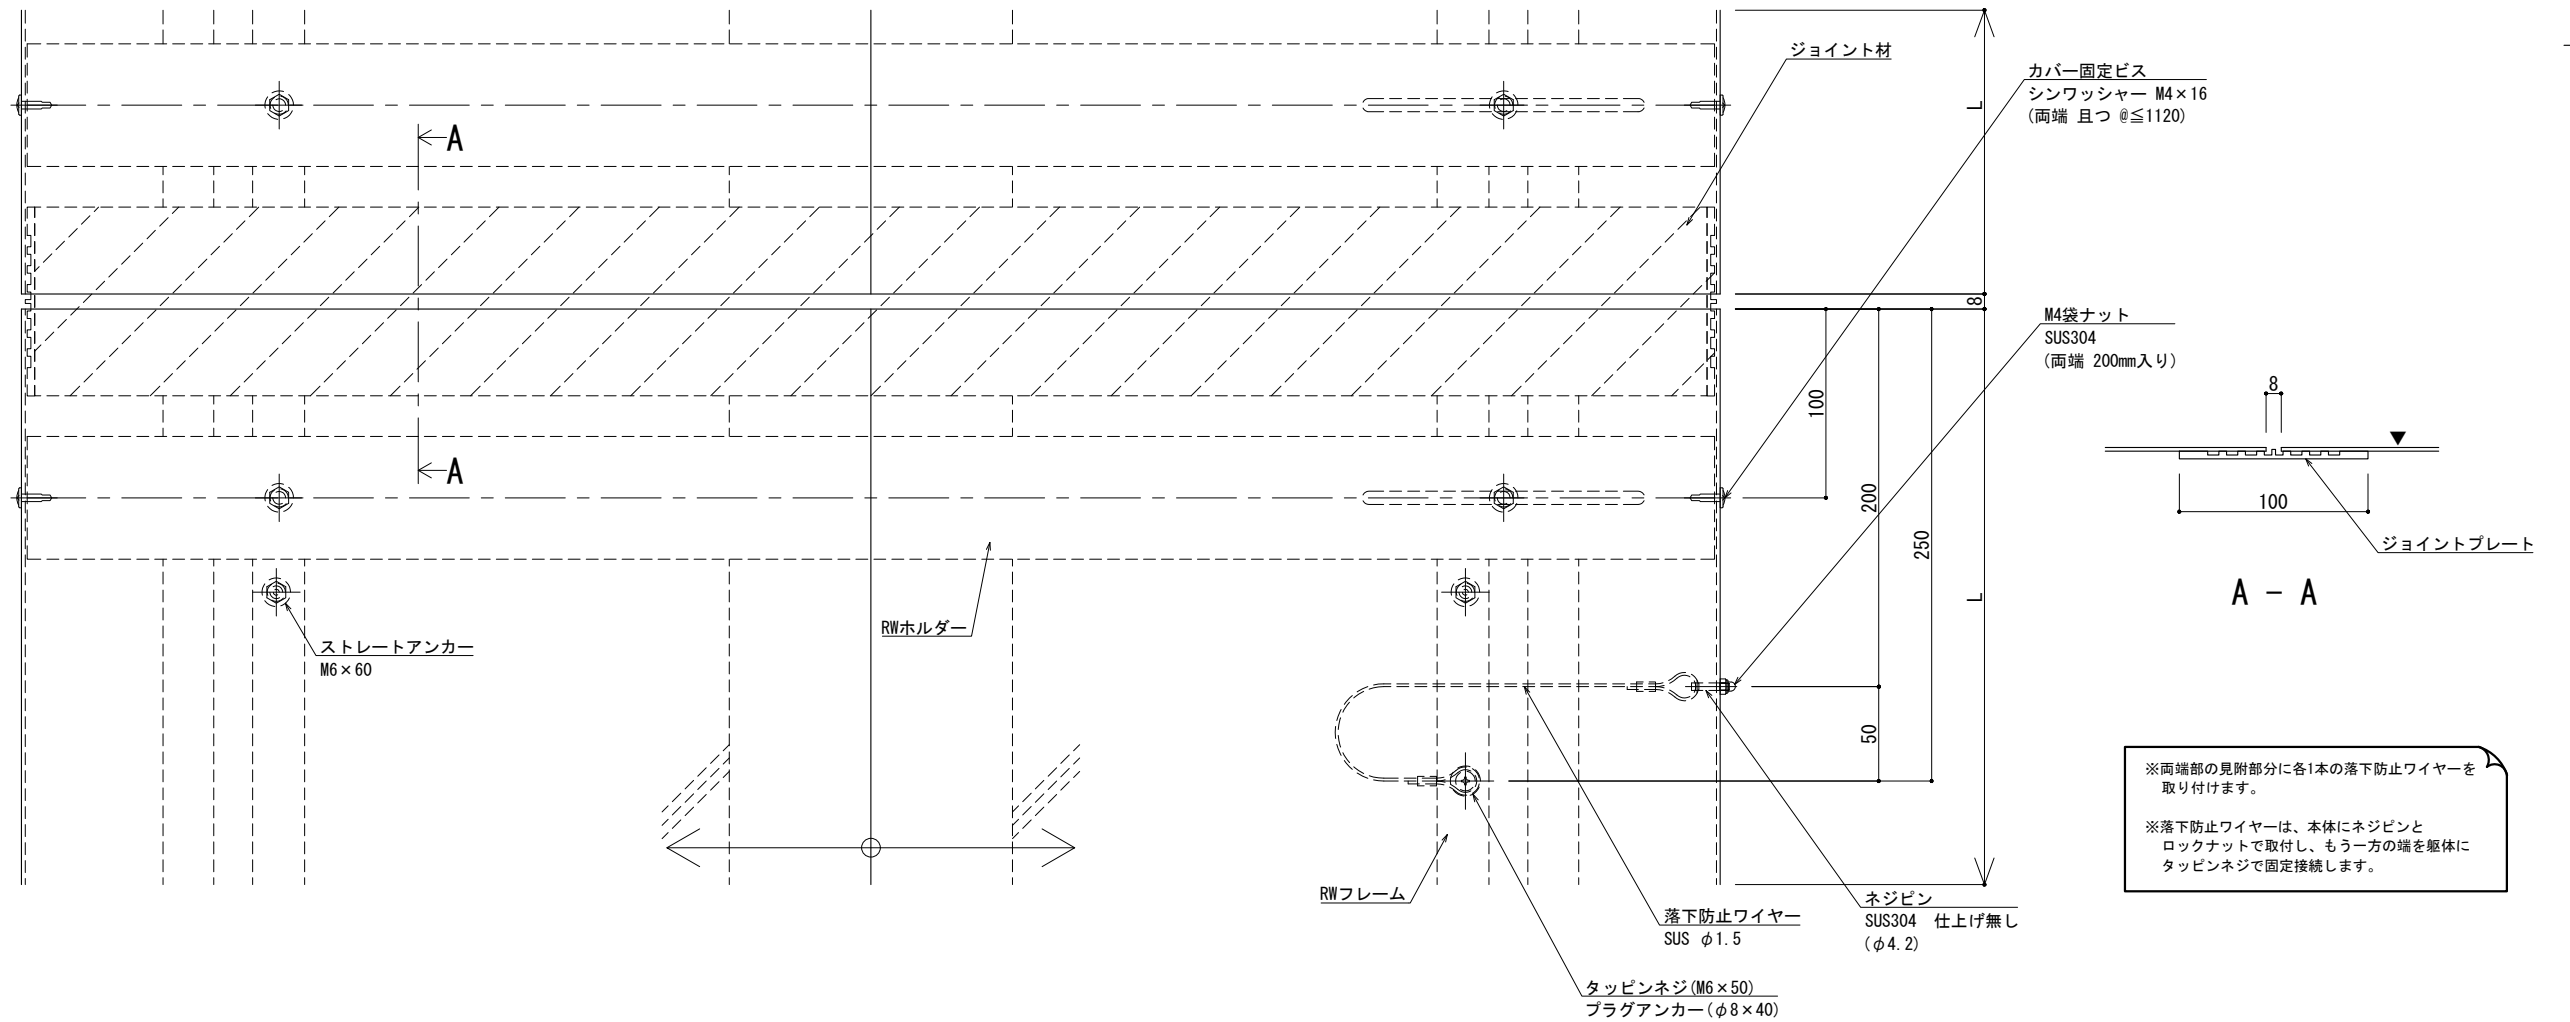 ジョイント材
カバー固定ビス
シンワッシャー M4×16
(両端 且つ @≦1120)
L
A
A
8
M4袋ナット
SUS304
(両端 200mm入り)
100
200
250
50
L
8
100
ジョイントプレート
A － A
RWホルダー
ストレートアンカー
M6×60
RWフレーム
落下防止ワイヤー
SUS φ1.5
ネジピン
SUS304　仕上げ無し
(φ4.2)
タッピンネジ(M6×50)
プラグアンカー(φ8×40)
※両端部の見附部分に各1本の落下防止ワイヤーを
取り付けます。
※落下防止ワイヤーは、本体にネジピンと
ロックナットで取付し、もう一方の端を躯体に
タッピンネジで固定接続します。